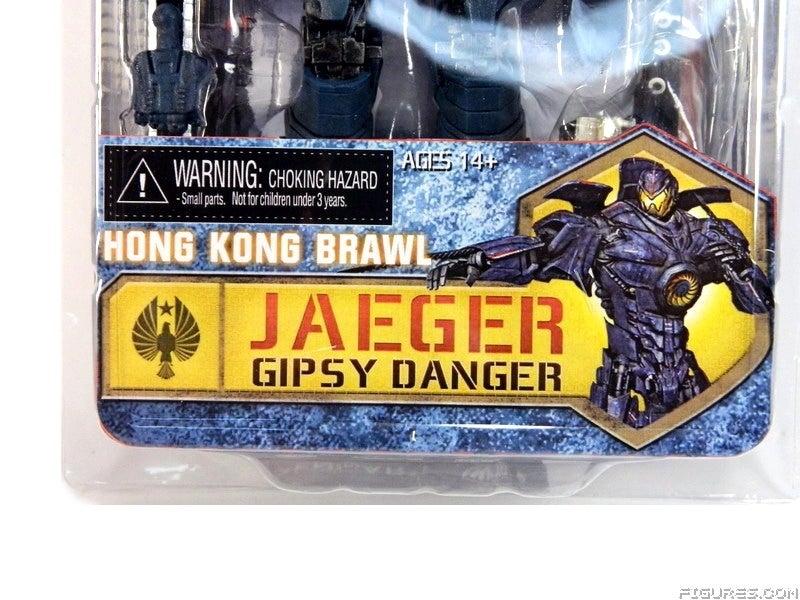 AGES 14+
WARNING: CHOKING HAZARD
- Small parts. Not for children under 3 years.
HONG KONG BRAWL
JAEGER
GIPSY DANGER
FIGURES.COM